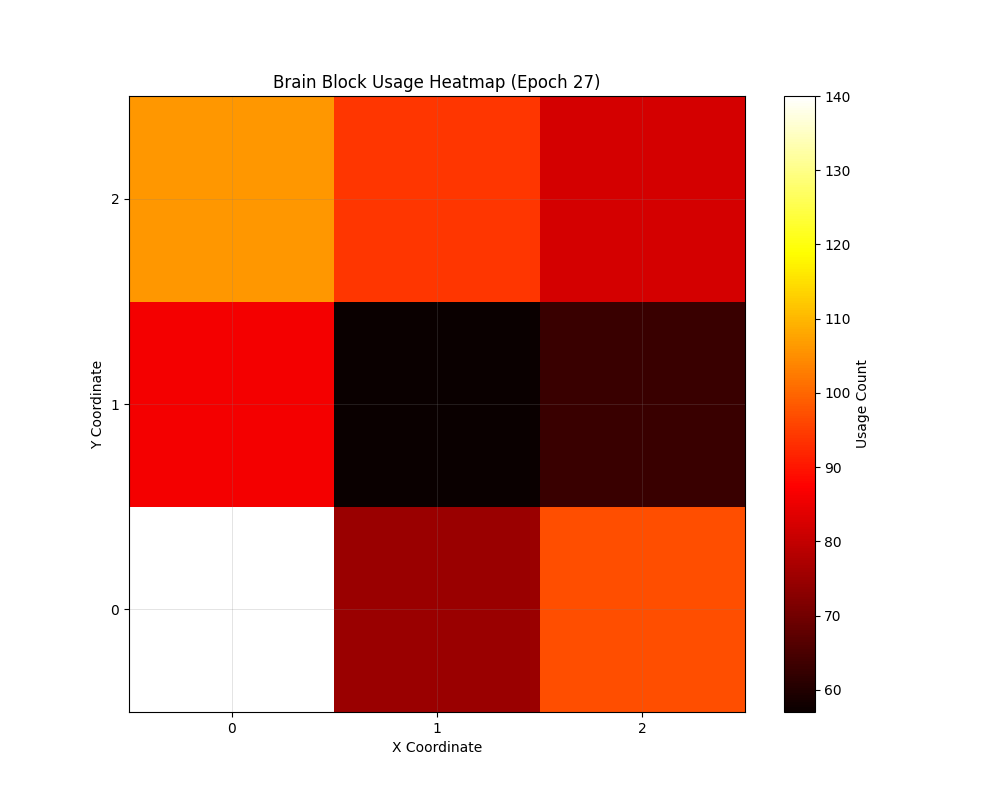 Brain Block Usage Heatmap (Epoch 27)
2
1
0
Y Coordinate
0 1 2
X Coordinate
140
130
120
110
100
90
80
70
60
Usage Count